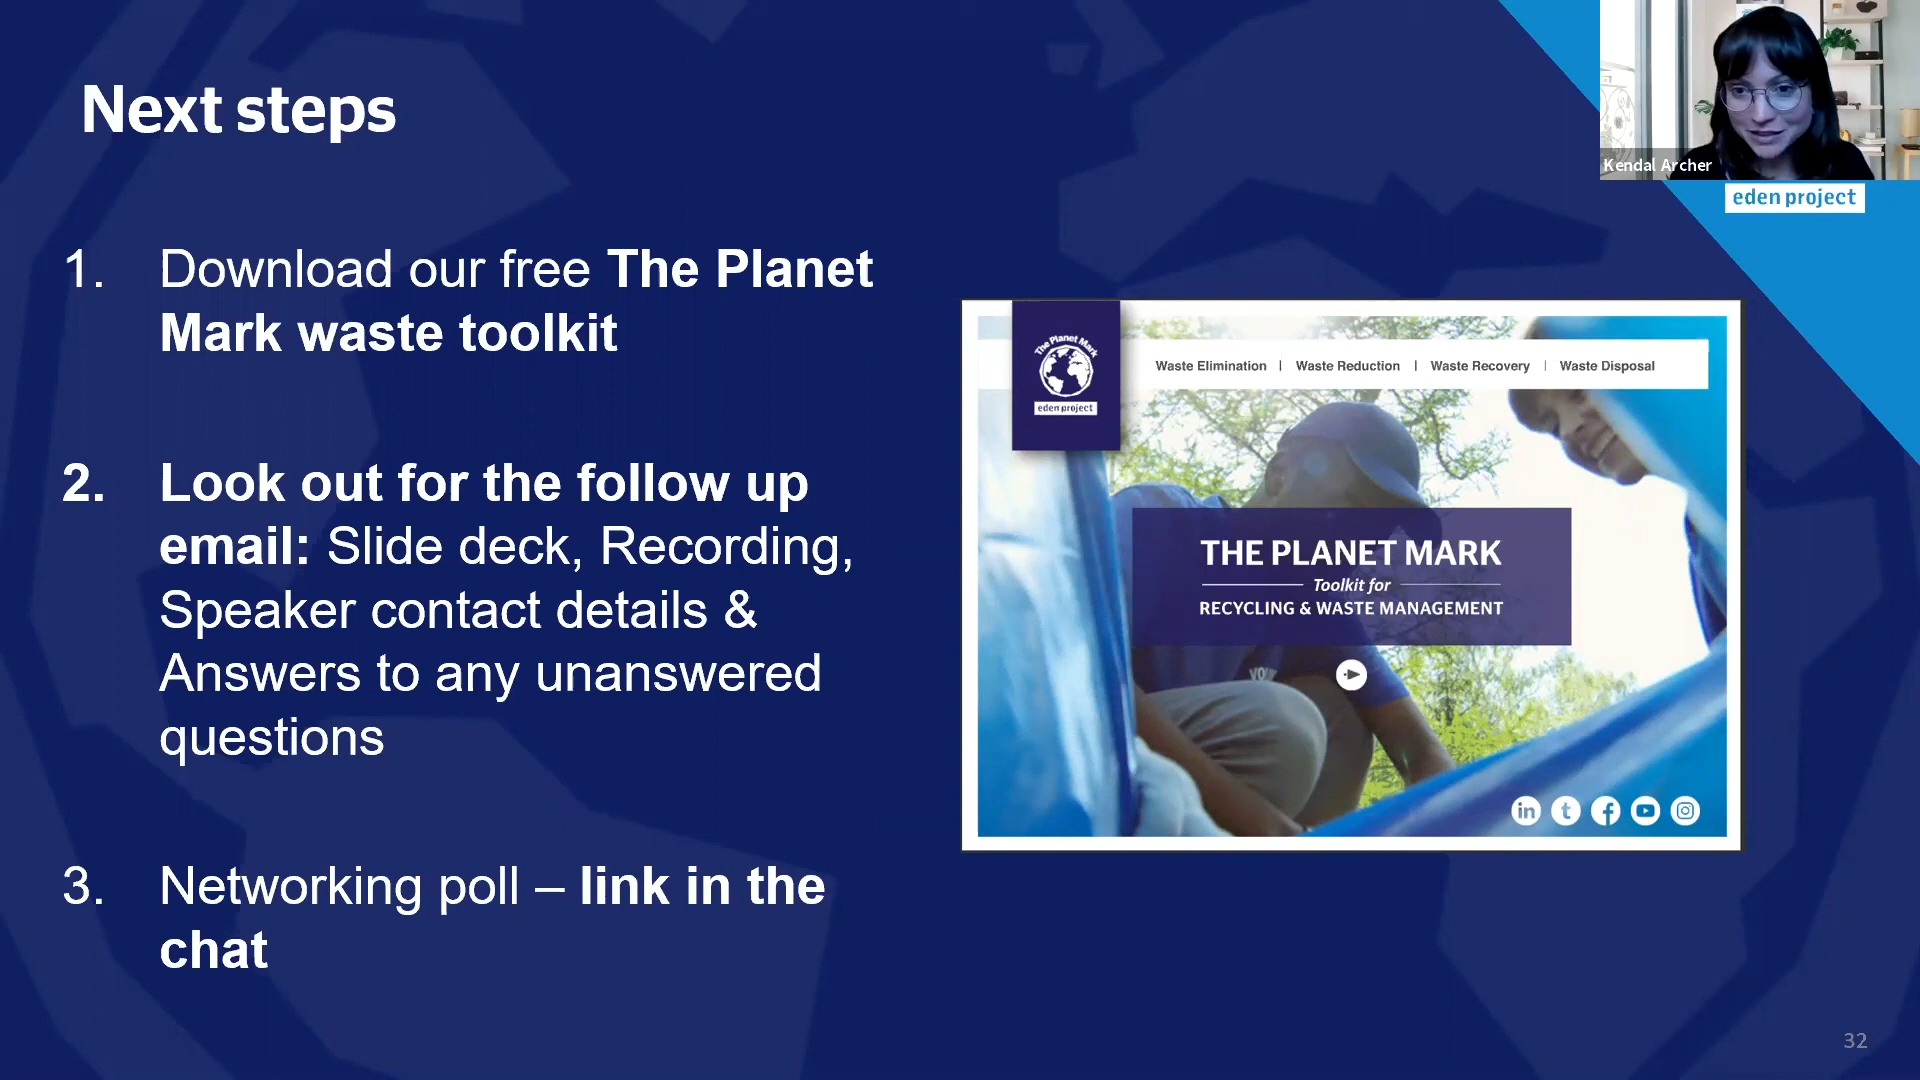 Next steps
Kendal Archer
eden project
1. Download our free The Planet
Mark waste toolkit
2. Look out for the follow up
email: Slide deck, Recording,
Speaker contact details &
Answers to any unanswered
questions
3. Networking poll – link in the
chat
The Planet Mark
eden project
Waste Elimination | Waste Reduction | Waste Recovery | Waste Disposal
THE PLANET MARK
Toolkit for
RECYCLING & WASTE MANAGEMENT
in t f
32